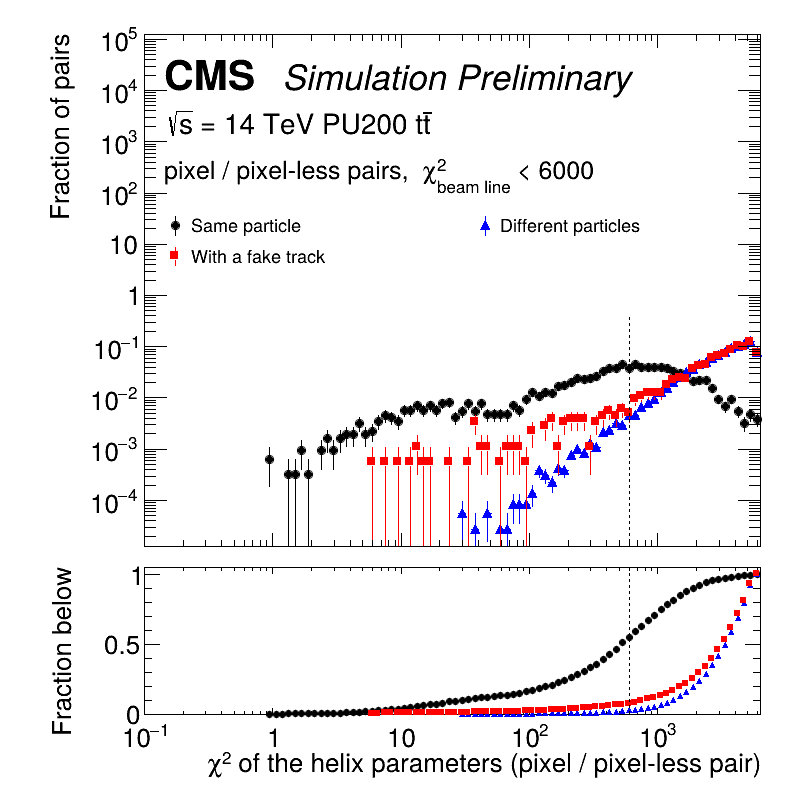 CMS Simulation Preliminary
√s = 14 TeV PU200 tt̄
pixel / pixel-less pairs, χ²beam line < 6000
Same particle
Different particles
With a fake track
Fraction of pairs
10⁵
10⁴
10³
10²
10
1
10⁻¹
10⁻²
10⁻³
10⁻⁴
Fraction below
1
0.5
0
10⁻¹ 1 10 10² 10³
χ² of the helix parameters (pixel / pixel-less pair)